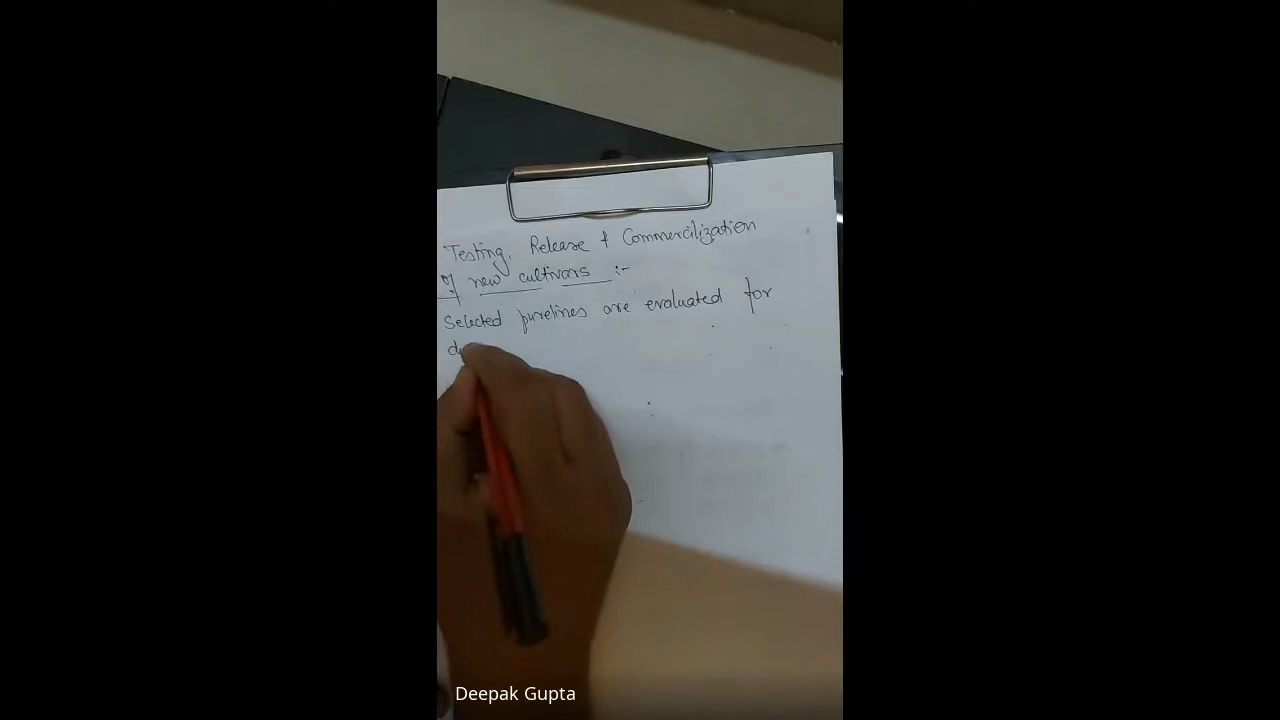 Testing, Release & Commercilization
of new cultivars :-
Selected purelines are evaluated for
Deepak Gupta